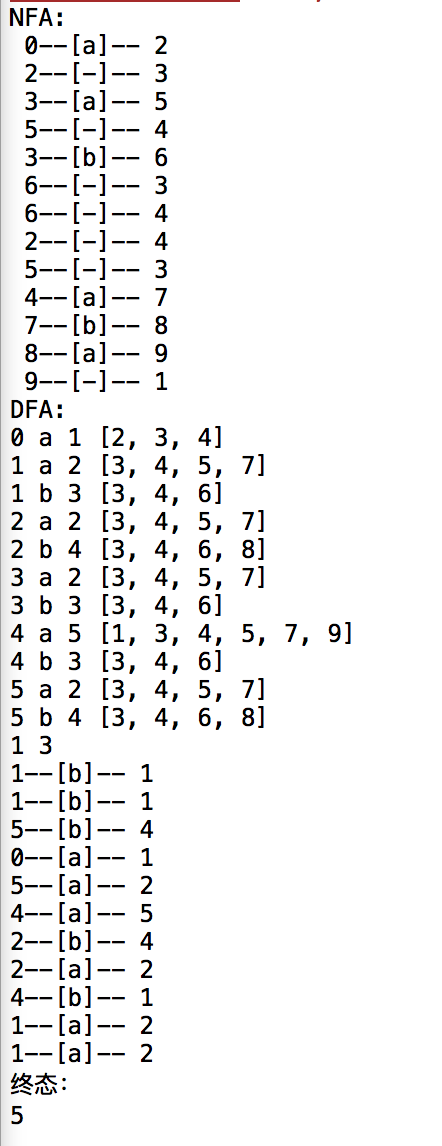 NFA:
0--[a]-- 2
2--[-]-- 3
3--[a]-- 5
5--[-]-- 4
3--[b]-- 6
6--[-]-- 3
6--[-]-- 4
2--[-]-- 4
5--[-]-- 3
4--[a]-- 7
7--[b]-- 8
8--[a]-- 9
9--[-]-- 1
DFA:
0 a 1 [2, 3, 4]
1 a 2 [3, 4, 5, 7]
1 b 3 [3, 4, 6]
2 a 2 [3, 4, 5, 7]
2 b 4 [3, 4, 6, 8]
3 a 2 [3, 4, 5, 7]
3 b 3 [3, 4, 6]
4 a 5 [1, 3, 4, 5, 7, 9]
4 b 3 [3, 4, 6]
5 a 2 [3, 4, 5, 7]
5 b 4 [3, 4, 6, 8]
1 3
1--[b]-- 1
1--[b]-- 1
5--[b]-- 4
0--[a]-- 1
5--[a]-- 2
4--[a]-- 5
2--[b]-- 4
2--[a]-- 2
4--[b]-- 1
1--[a]-- 2
1--[a]-- 2
终态:
5